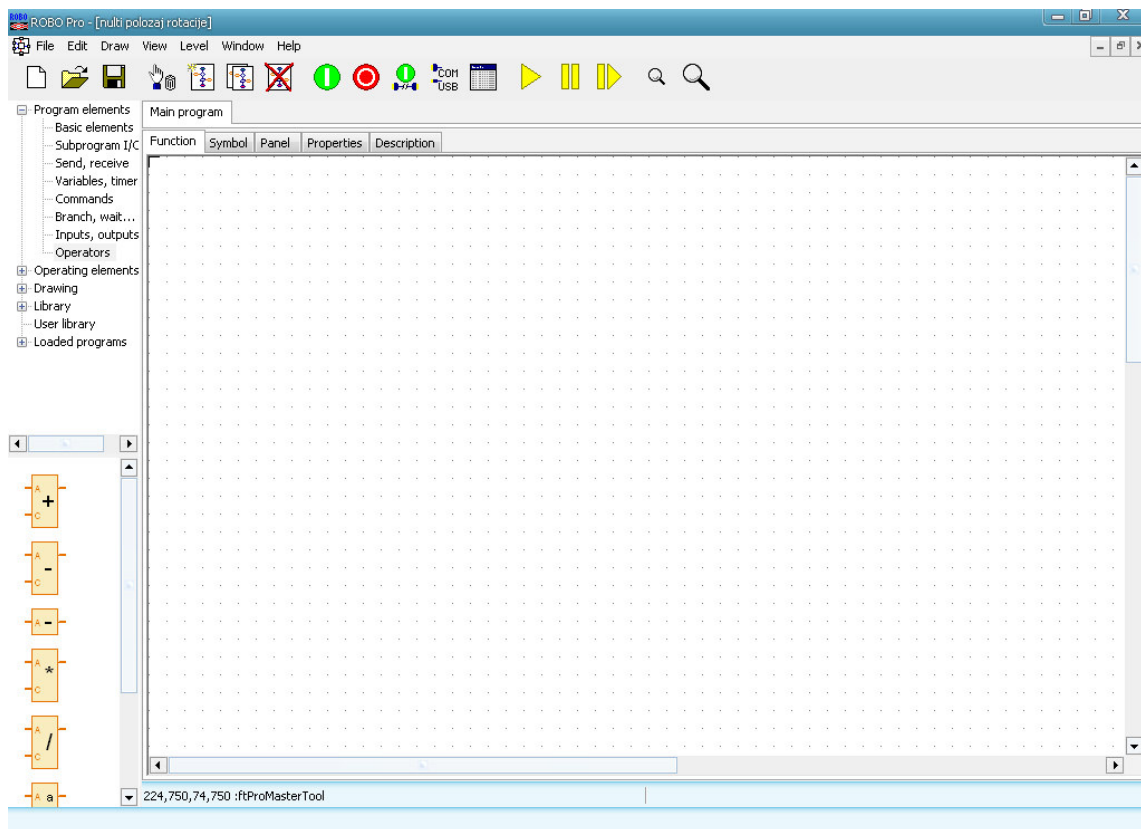 ROBO
ROBO Pro - [nulti polozaj rotacije]
File Edit Draw View Level Window Help
COM
USB
Program elements
Basic elements
Subprogram I/C
Send, receive
Variables, timer
Commands
Branch, wait...
Inputs, outputs
Operators
Operating elements
Drawing
Library
User library
Loaded programs
Main program
Function Symbol Panel Properties Description
A
+
C
A
-
C
A -
A
*
C
A
/
C
A a
224,750,74,750 :ftProMasterTool